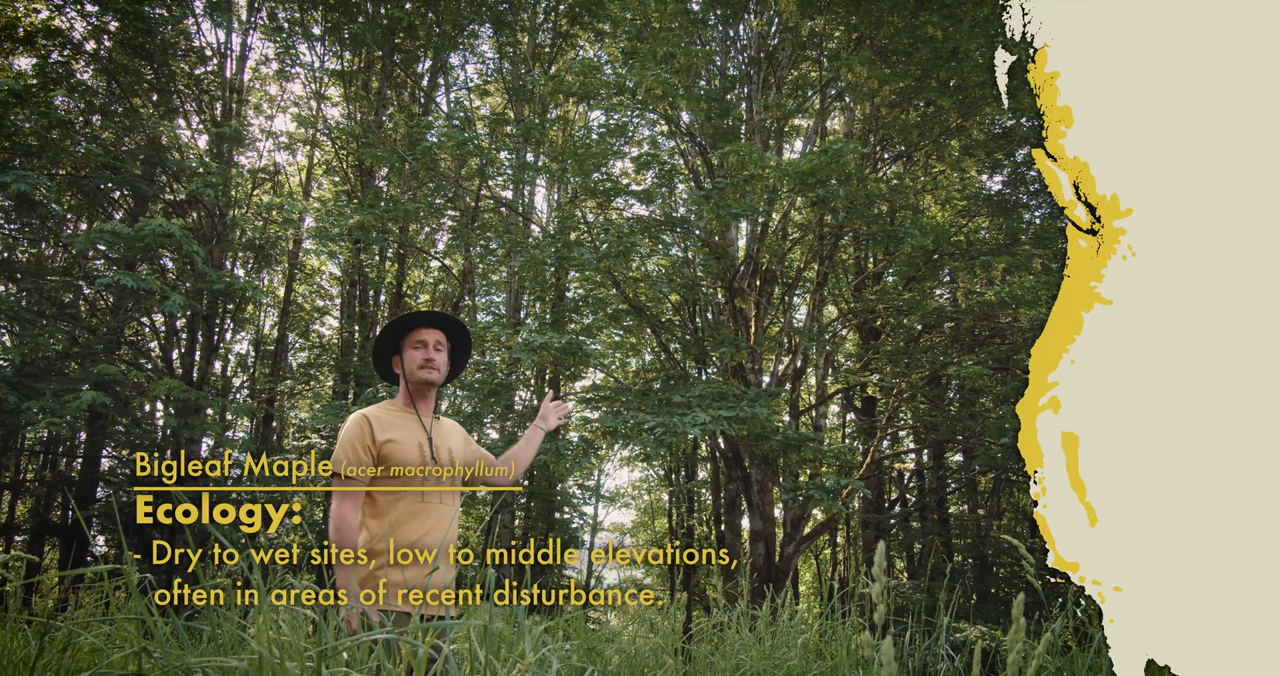 Bigleaf Maple (acer macrophyllum)
Ecology:
- Dry to wet sites, low to middle elevations,
often in areas of recent disturbance.